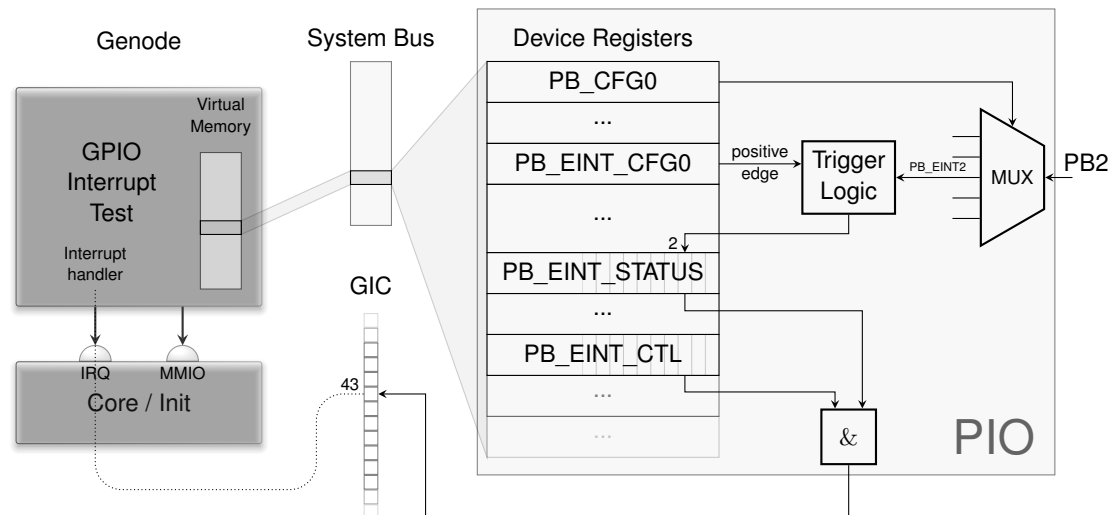 Genode
System Bus
Device Registers
Virtual
Memory
GPIO
Interrupt
Test
Interrupt
handler
IRQ
MMIO
Core / Init
GIC
43
PB_CFG0
...
PB_EINT_CFG0
...
PB_EINT_STATUS
...
PB_EINT_CTL
...
...
positive
edge
Trigger
Logic
PB_EINT2
MUX
PB2
2
&
PIO